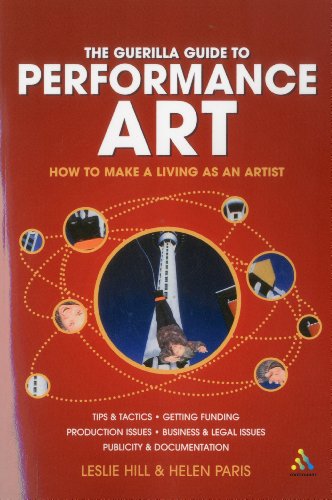 THE GUERILLA GUIDE TO
PERFORMANCE
ART
HOW TO MAKE A LIVING AS AN ARTIST
TIPS & TACTICS • GETTING FUNDING
PRODUCTION ISSUES • BUSINESS & LEGAL ISSUES
PUBLICITY & DOCUMENTATION
LESLIE HILL & HELEN PARIS